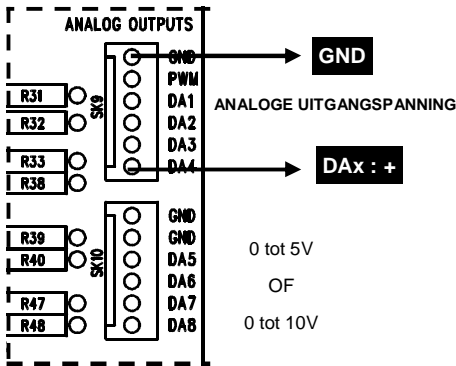 ANALOG OUTPUTS
GND
GND
PWM
R31
DA1
ANALOGE UITGANGSPANNING
SK9
R32
DA2
DA3
R33
DA4
DAx : +
R38
GND
R39
GND
0 tot 5V
R40
SK10
DA5
DA6
OF
R47
DA7
R48
DA8
0 tot 10V